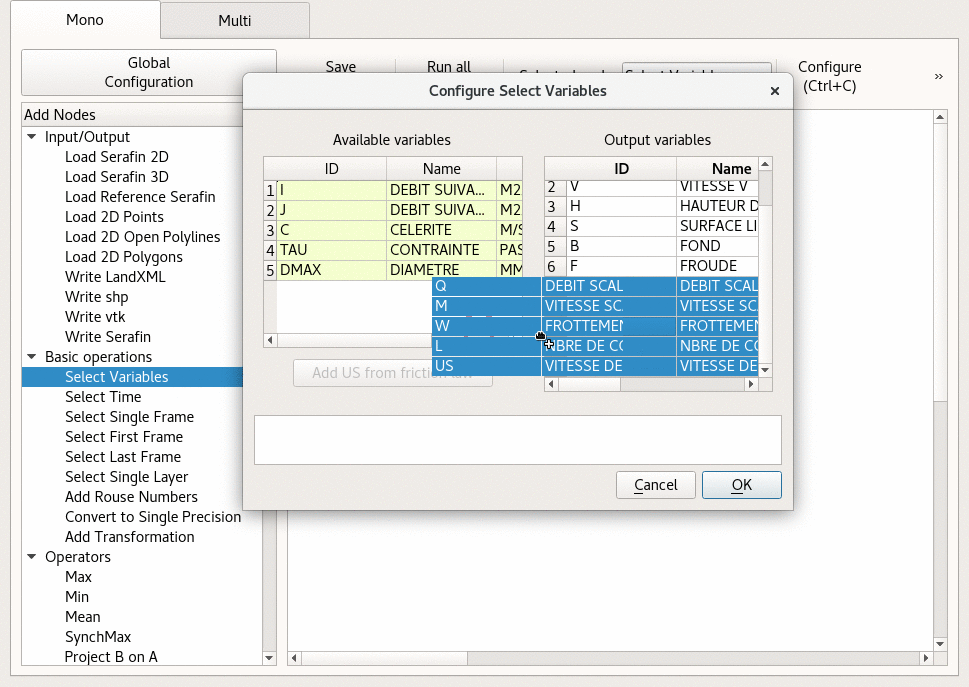 Mono
Multi
Global
Configuration
Save
Run all
Configure
(Ctrl+C)
»
Add Nodes
Input/Output
Load Serafin 2D
Load Serafin 3D
Load Reference Serafin
Load 2D Points
Load 2D Open Polylines
Load 2D Polygons
Write LandXML
Write shp
Write vtk
Write Serafin
Basic operations
Select Variables
Select Time
Select Single Frame
Select First Frame
Select Last Frame
Select Single Layer
Add Rouse Numbers
Convert to Single Precision
Add Transformation
Operators
Max
Min
Mean
SynchMax
Project B on A
Configure Select Variables
Available variables
ID Name
1 I DEBIT SUIVA... M2
2 J DEBIT SUIVA... M2
3 C CELERITE M/S
4 TAU CONTRAINTE PAS
5 DMAX DIAMETRE MM
Add US from friction law
Output variables
ID Name
2 V VITESSE V
3 H HAUTEUR D
4 S SURFACE LI
5 B FOND
6 F FROUDE
Q DEBIT SCAL DEBIT SCAL
M VITESSE SC. VITESSE SC
W FROTTEMEN FROTTEMEN
L NBRE DE CO NBRE DE CO
US VITESSE DE VITESSE DE
Cancel
OK